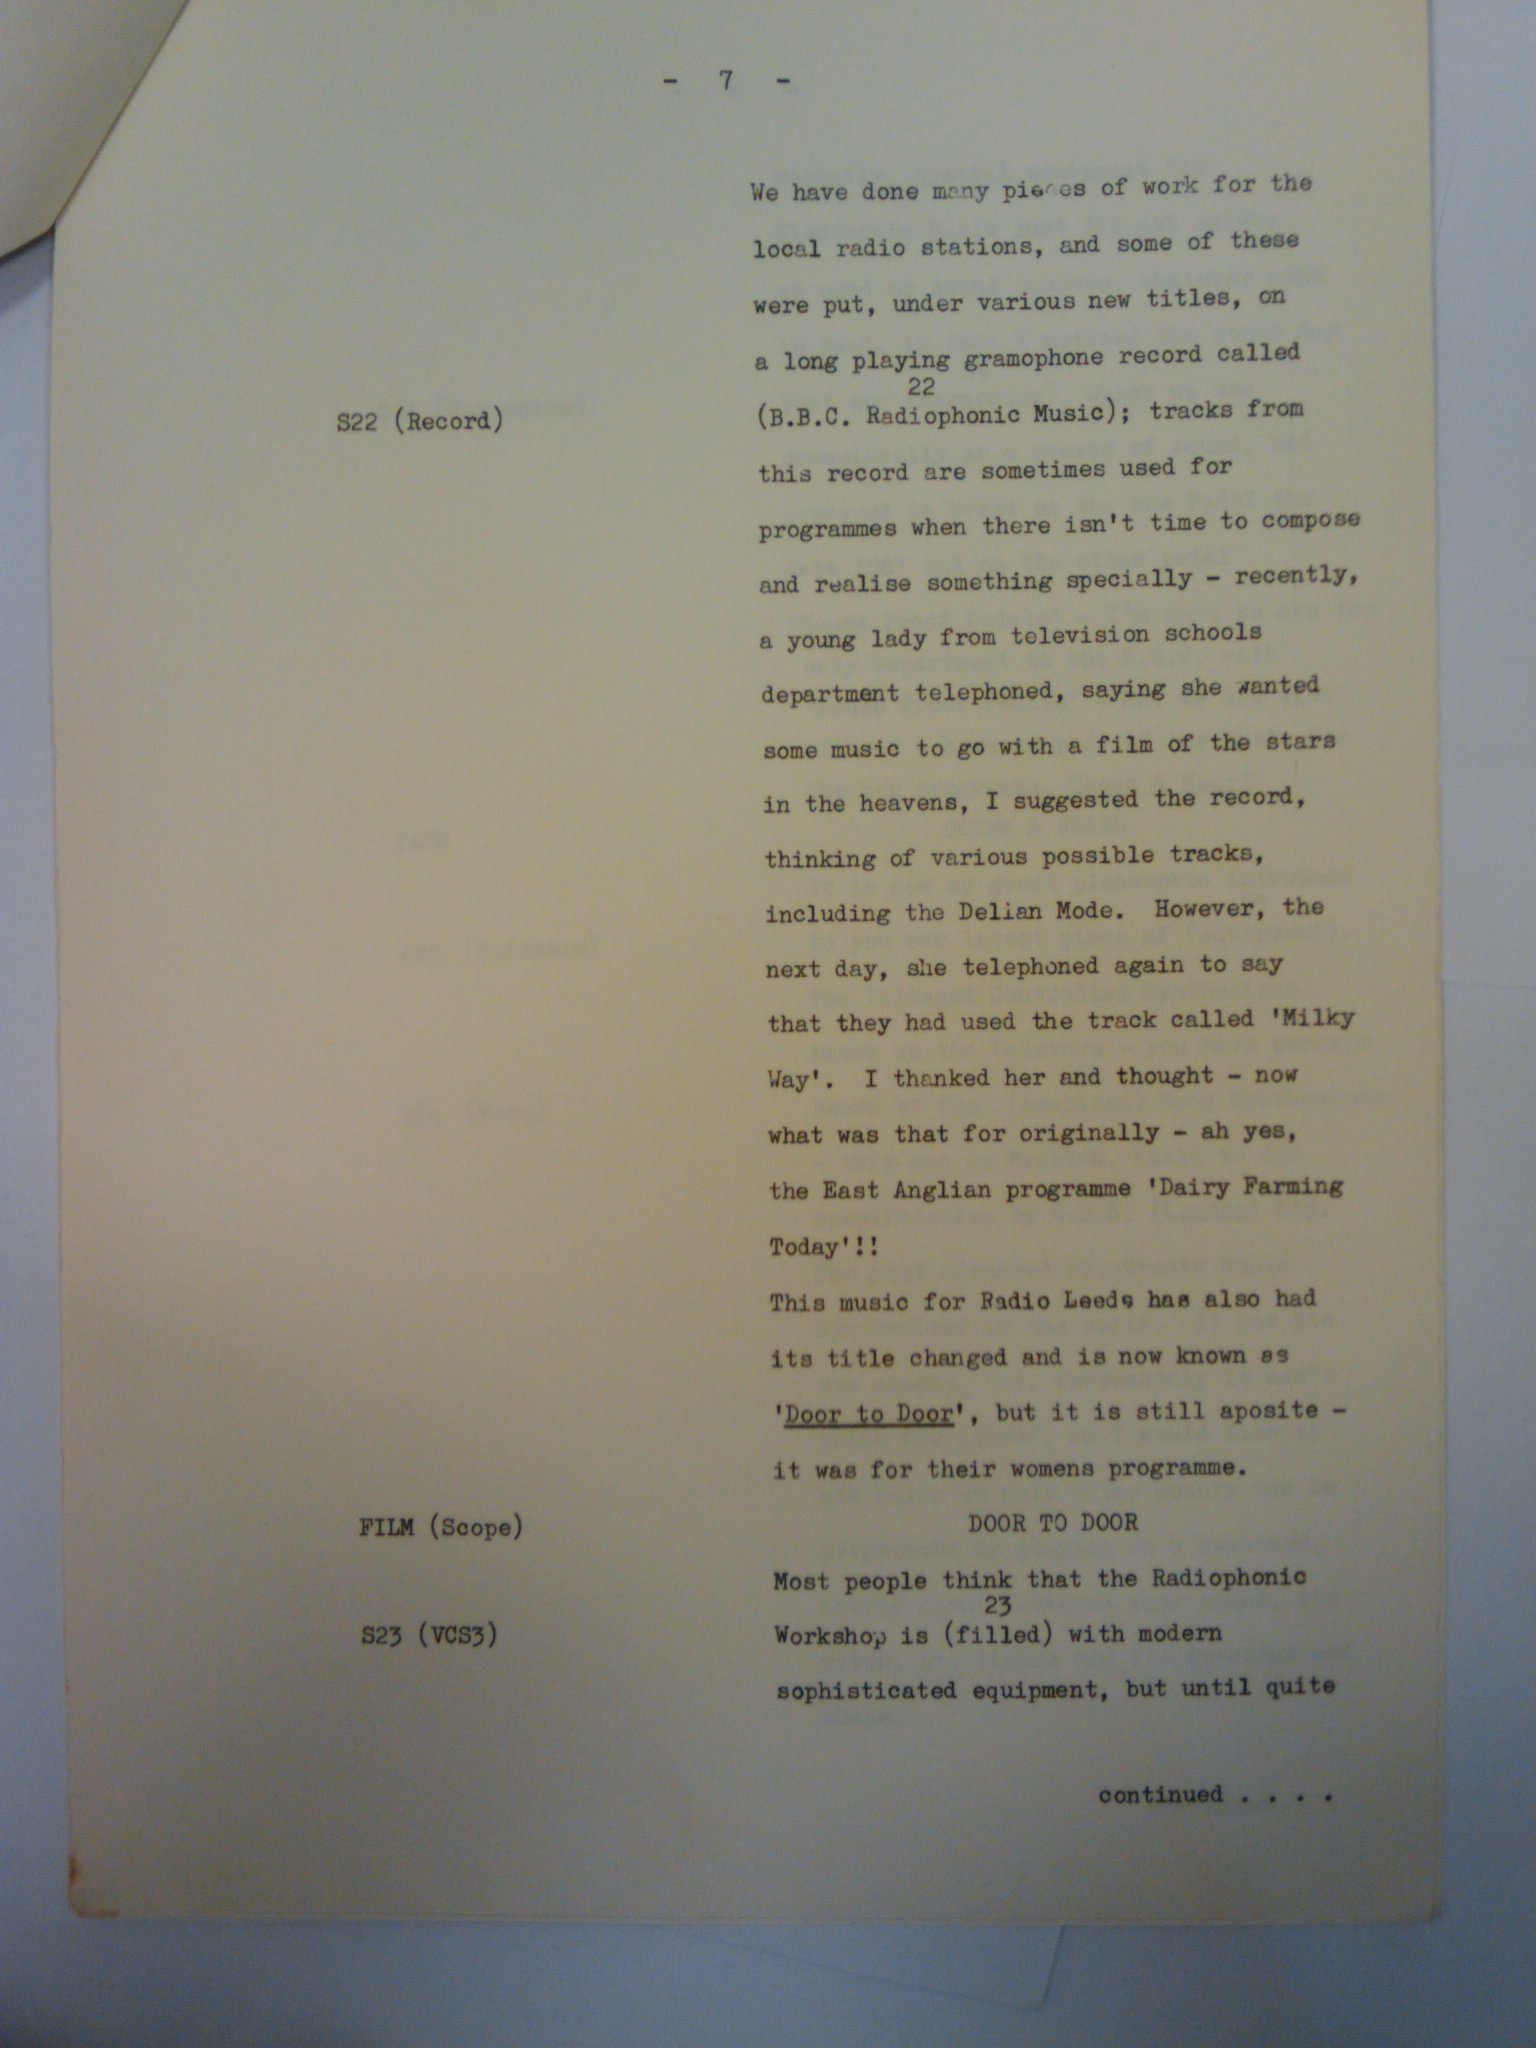 - 7 -
We have done many pieces of work for the
local radio stations, and some of these
were put, under various new titles, on
a long playing gramophone record called
22
S22 (Record) (B.B.C. Radiophonic Music); tracks from
this record are sometimes used for
programmes when there isn't time to compose
and realise something specially - recently,
a young lady from television schools
department telephoned, saying she wanted
some music to go with a film of the stars
in the heavens, I suggested the record,
thinking of various possible tracks,
including the Delian Mode. However, the
next day, she telephoned again to say
that they had used the track called 'Milky
Way'. I thanked her and thought - now
what was that for originally - ah yes,
the East Anglian programme 'Dairy Farming
Today'!!
This music for Radio Leeds has also had
its title changed and is now known as
'Door to Door', but it is still aposite -
it was for their womens programme.
FILM (Scope) DOOR TO DOOR
Most people think that the Radiophonic
23
S23 (VCS3) Workshop is (filled) with modern
sophisticated equipment, but until quite
continued . . . .